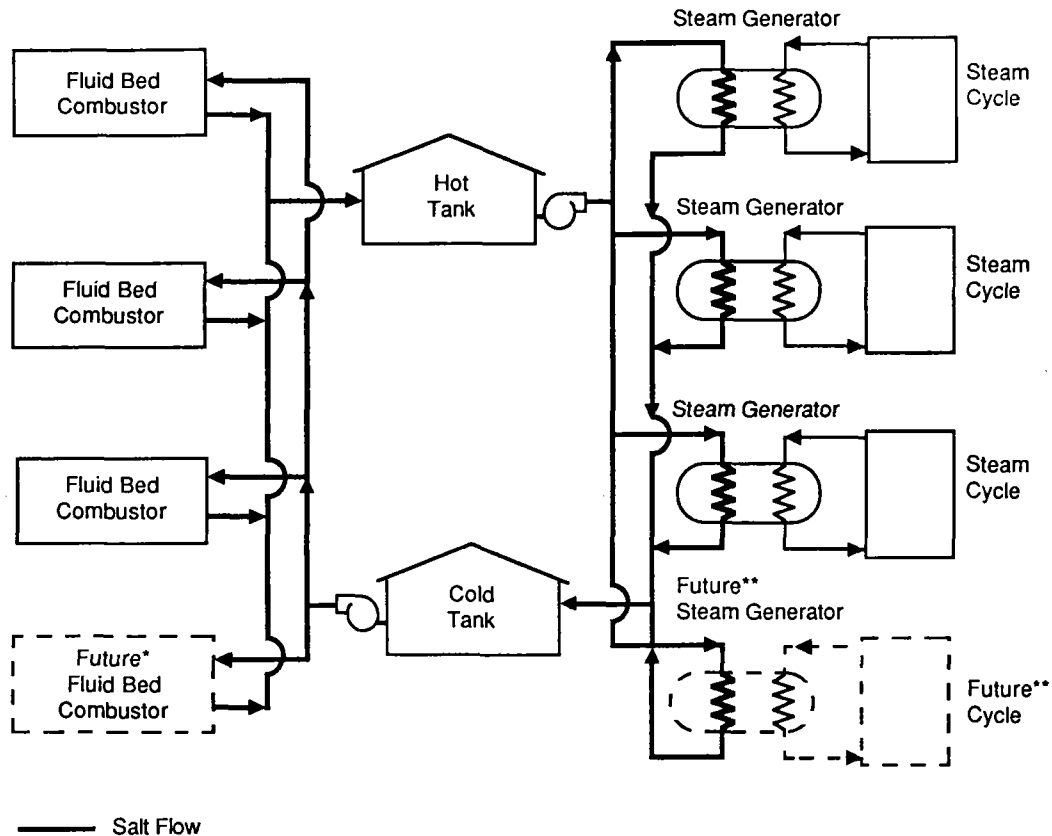 Steam Generator
Fluid Bed
Combustor
Steam
Cycle
Hot
Tank
Steam Generator
Fluid Bed
Combustor
Steam
Cycle
Steam Generator
Fluid Bed
Combustor
Steam
Cycle
Cold
Tank
Future**
Steam Generator
Future*
Fluid Bed
Combustor
Future**
Cycle
Salt Flow